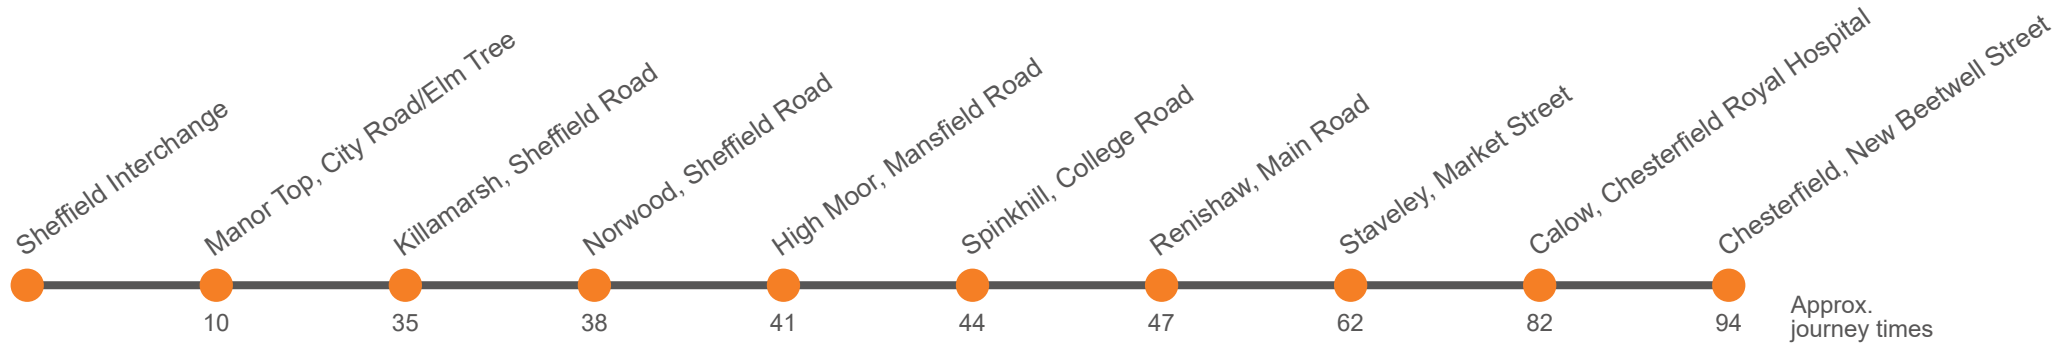 Sheffield Interchange
Manor Top, City Road/Elm Tree
Killamarsh, Sheffield Road
Norwood, Sheffield Road
High Moor, Mansfield Road
Spinkhill, College Road
Renishaw, Main Road
Staveley, Market Street
Calow, Chesterfield Royal Hospital
Chesterfield, New Beetwell Street
10 35 38 41 44 47 62 82 94
Approx.
journey times